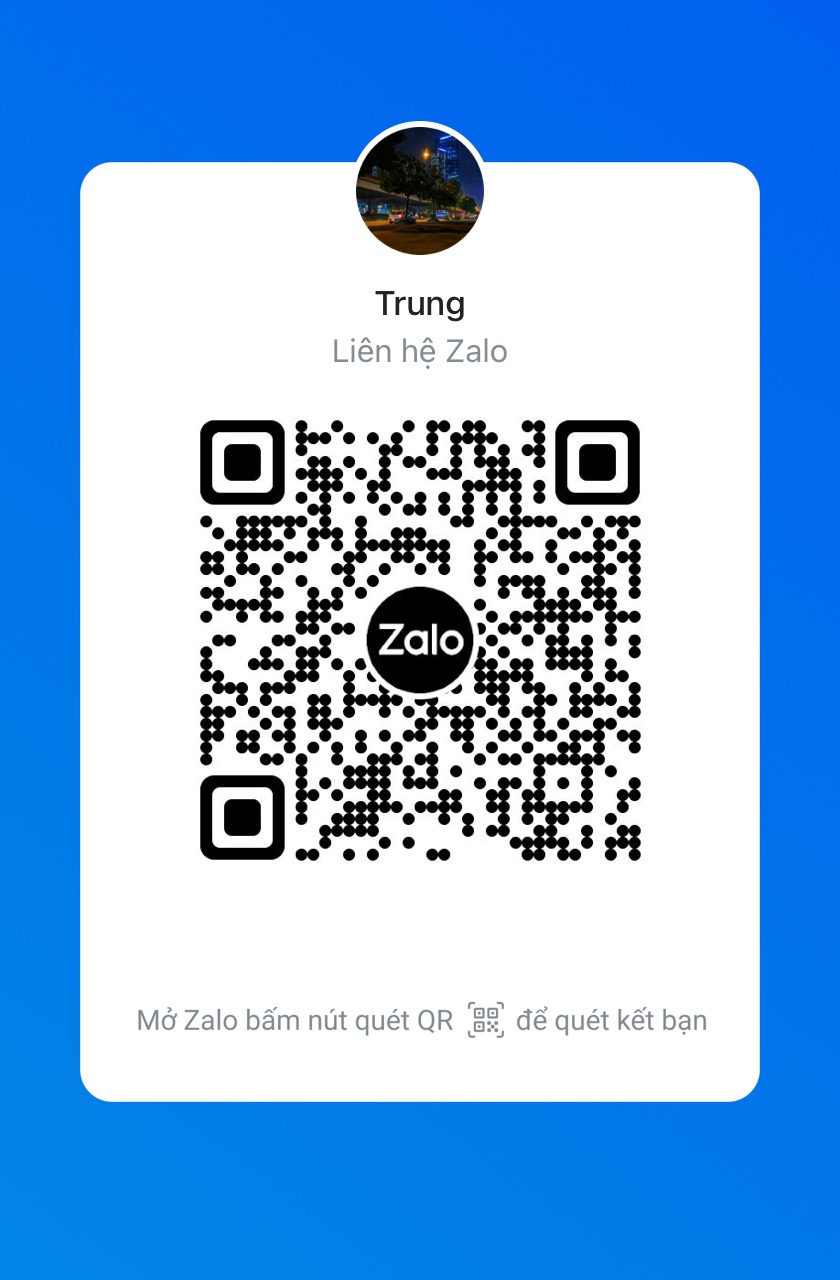 Trung
Liên hệ Zalo
Zalo
Mở Zalo bấm nút quét QR để quét kết bạn